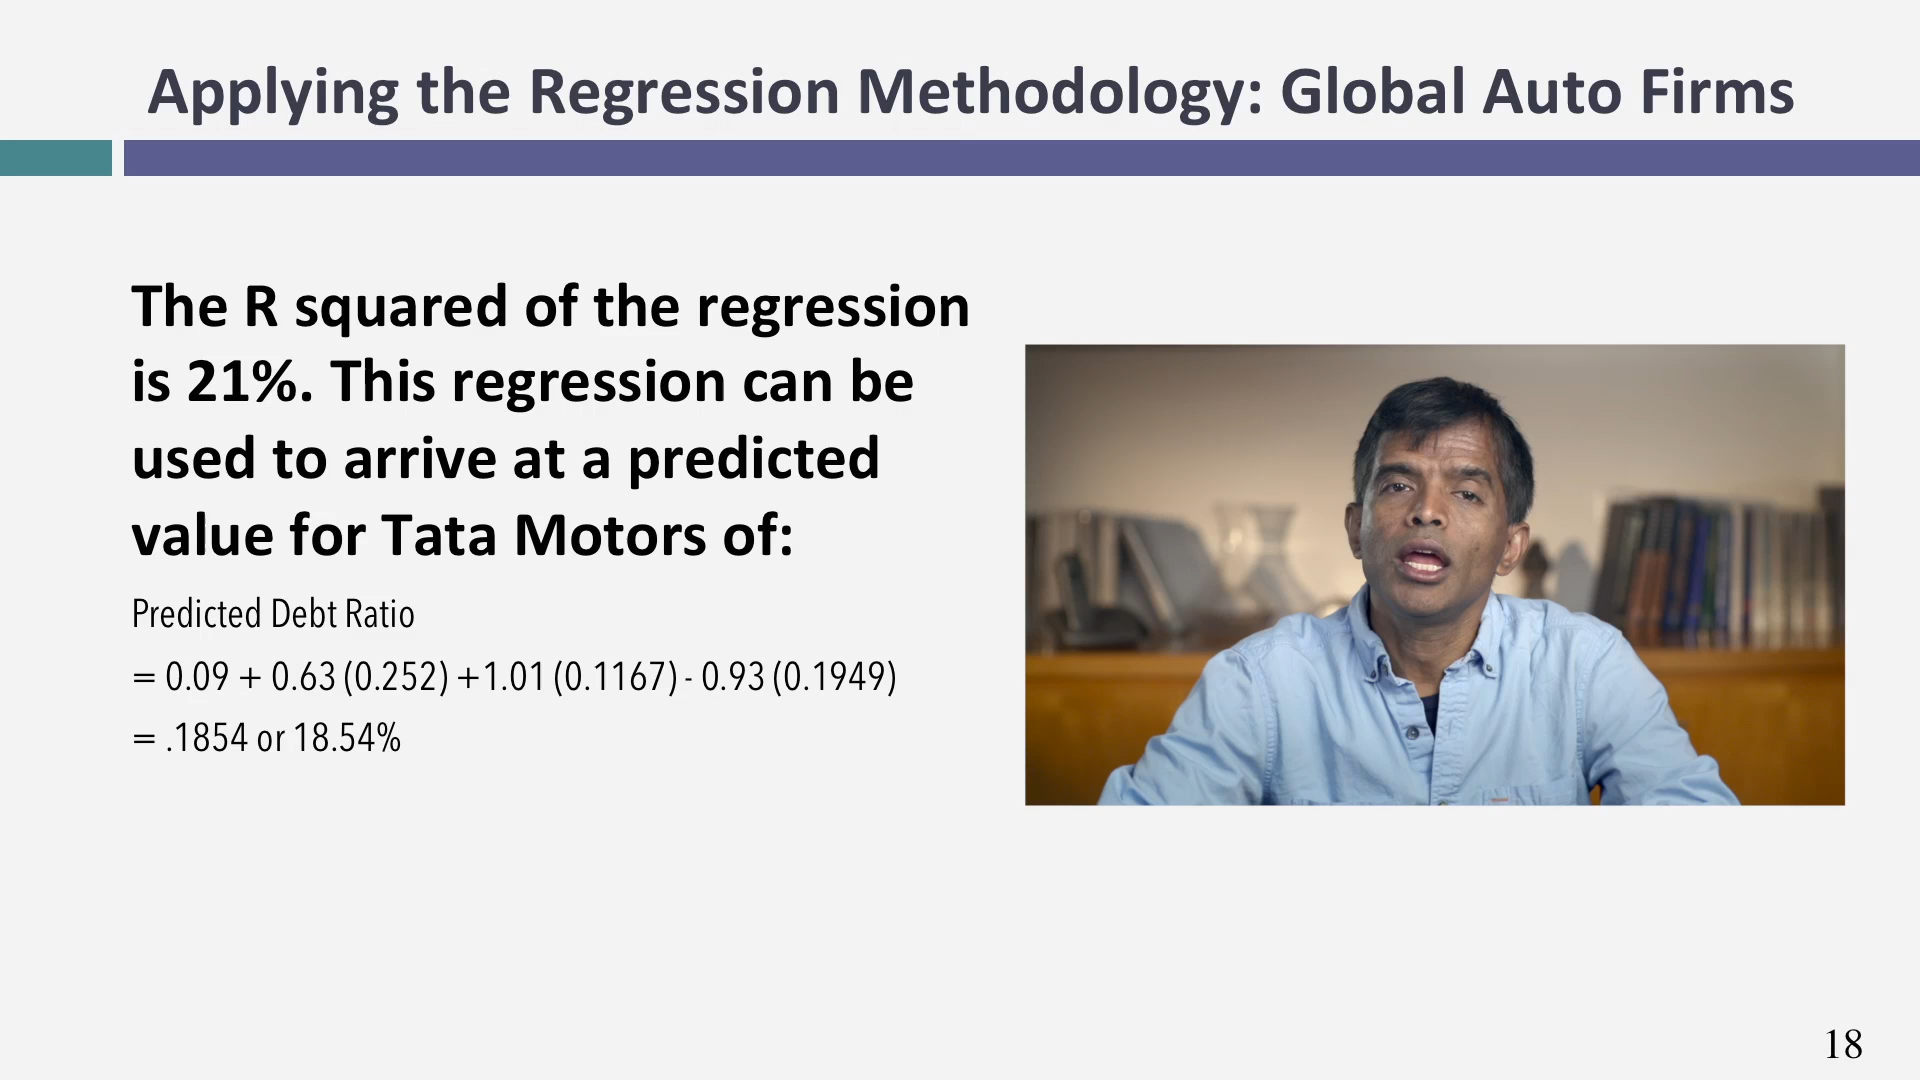 Applying the Regression Methodology: Global Auto Firms
The R squared of the regression
is 21%. This regression can be
used to arrive at a predicted
value for Tata Motors of:
Predicted Debt Ratio
= 0.09 + 0.63 (0.252) +1.01 (0.1167) - 0.93 (0.1949)
= .1854 or 18.54%
18